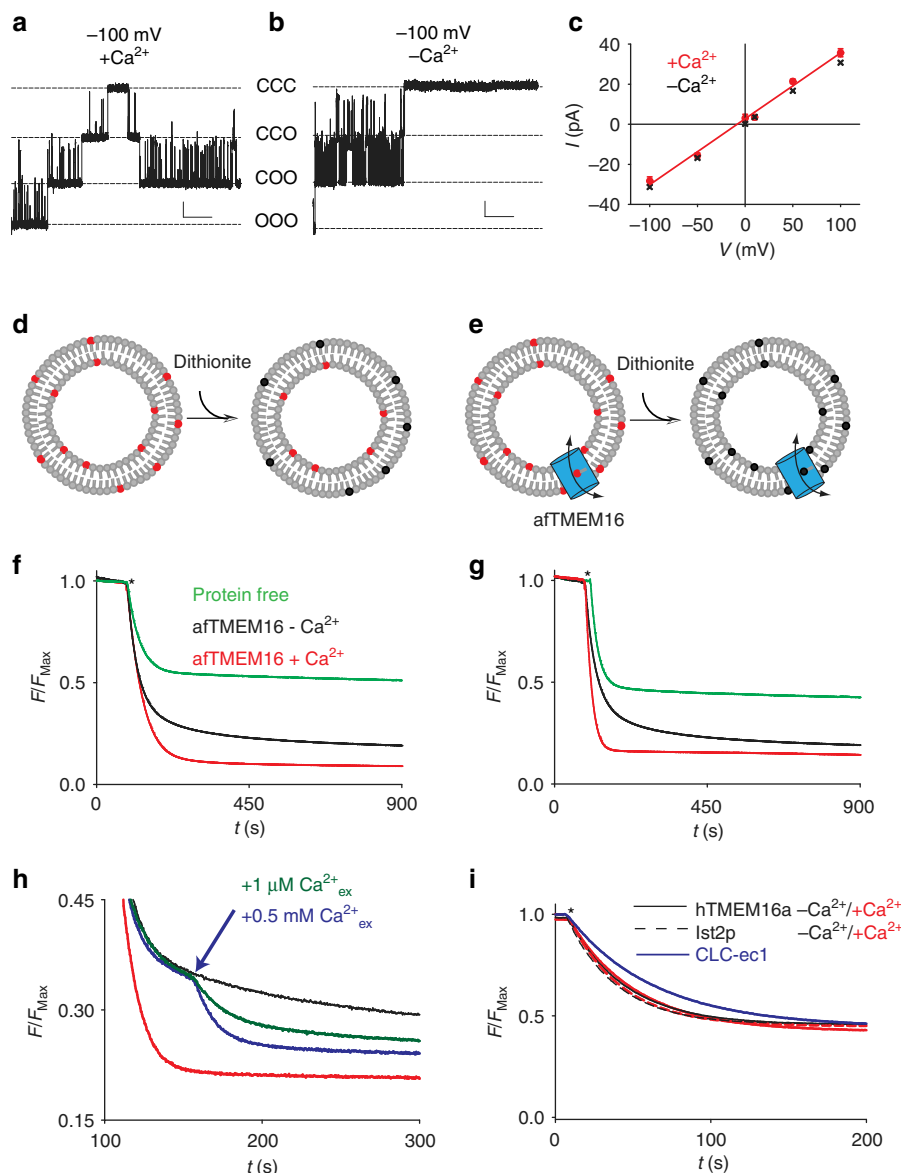 a
–100 mV
+Ca2+
b
–100 mV
–Ca2+
CCC
CCO
COO
OOO
c
+Ca2+
–Ca2+
I (pA)
40
20
0
–20
–40
–100
–50
0
50
100
V (mV)
d
Dithionite
e
Dithionite
afTMEM16
f
F/FMax
1.0
0.5
0.0
*
Protein free
afTMEM16 - Ca2+
afTMEM16 + Ca2+
0
450
900
t (s)
g
F/FMax
1.0
0.5
0.0
*
0
450
900
t (s)
h
F/FMax
0.45
0.30
0.15
+1 μM Ca2+ex
+0.5 mM Ca2+ex
100
200
300
t (s)
i
F/FMax
1.0
0.5
0.0
*
hTMEM16a –Ca2+/+Ca2+
Ist2p –Ca2+/+Ca2+
CLC-ec1
0
100
200
t (s)